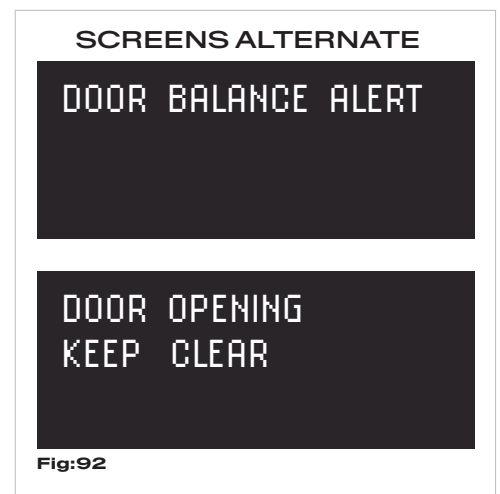 SCREENS ALTERNATE
DOOR BALANCE ALERT
DOOR OPENING
KEEP CLEAR
Fig:92